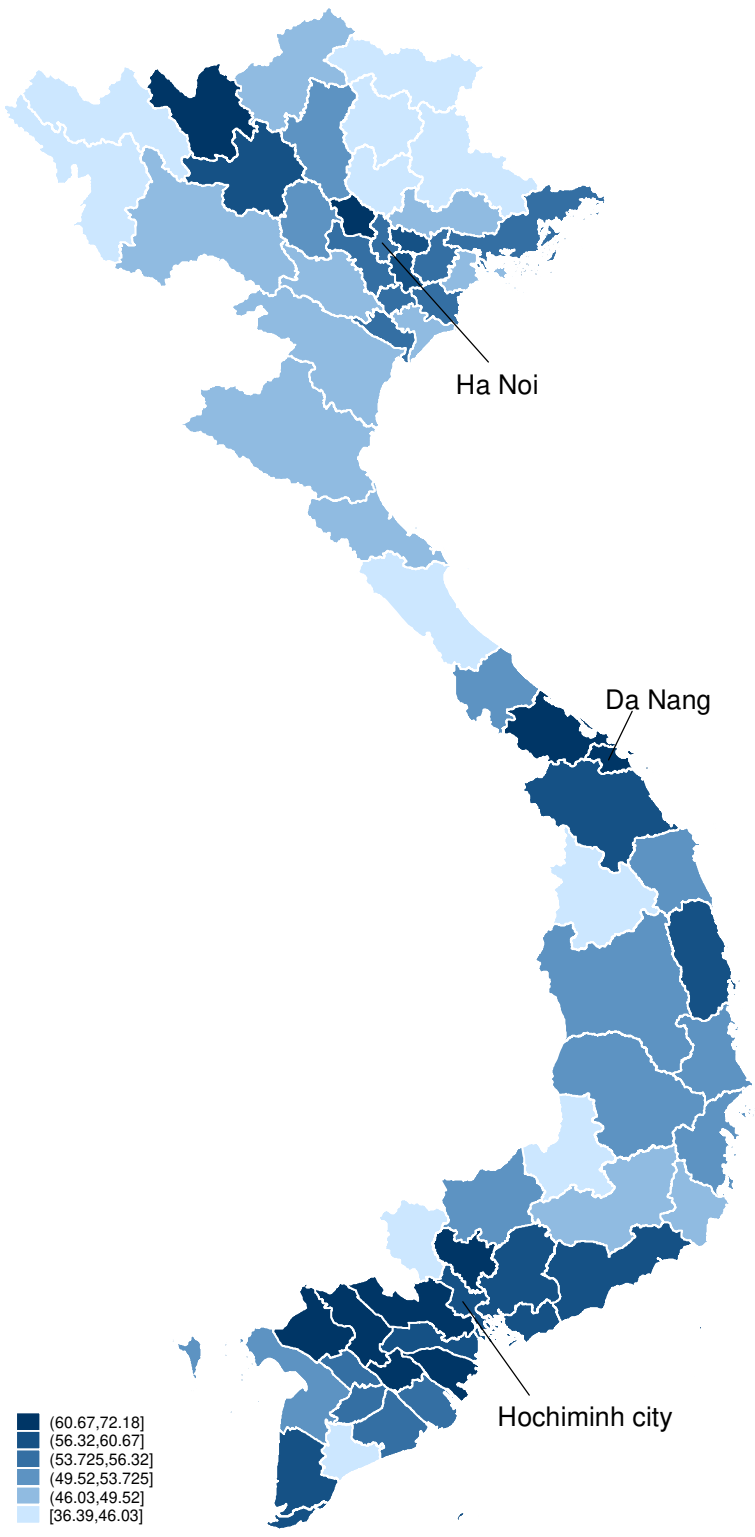 Ha Noi
Da Nang
Hochiminh city
(60.67,72.18]
(56.32,60.67]
(53.725,56.32]
(49.52,53.725]
(46.03,49.52]
[36.39,46.03]